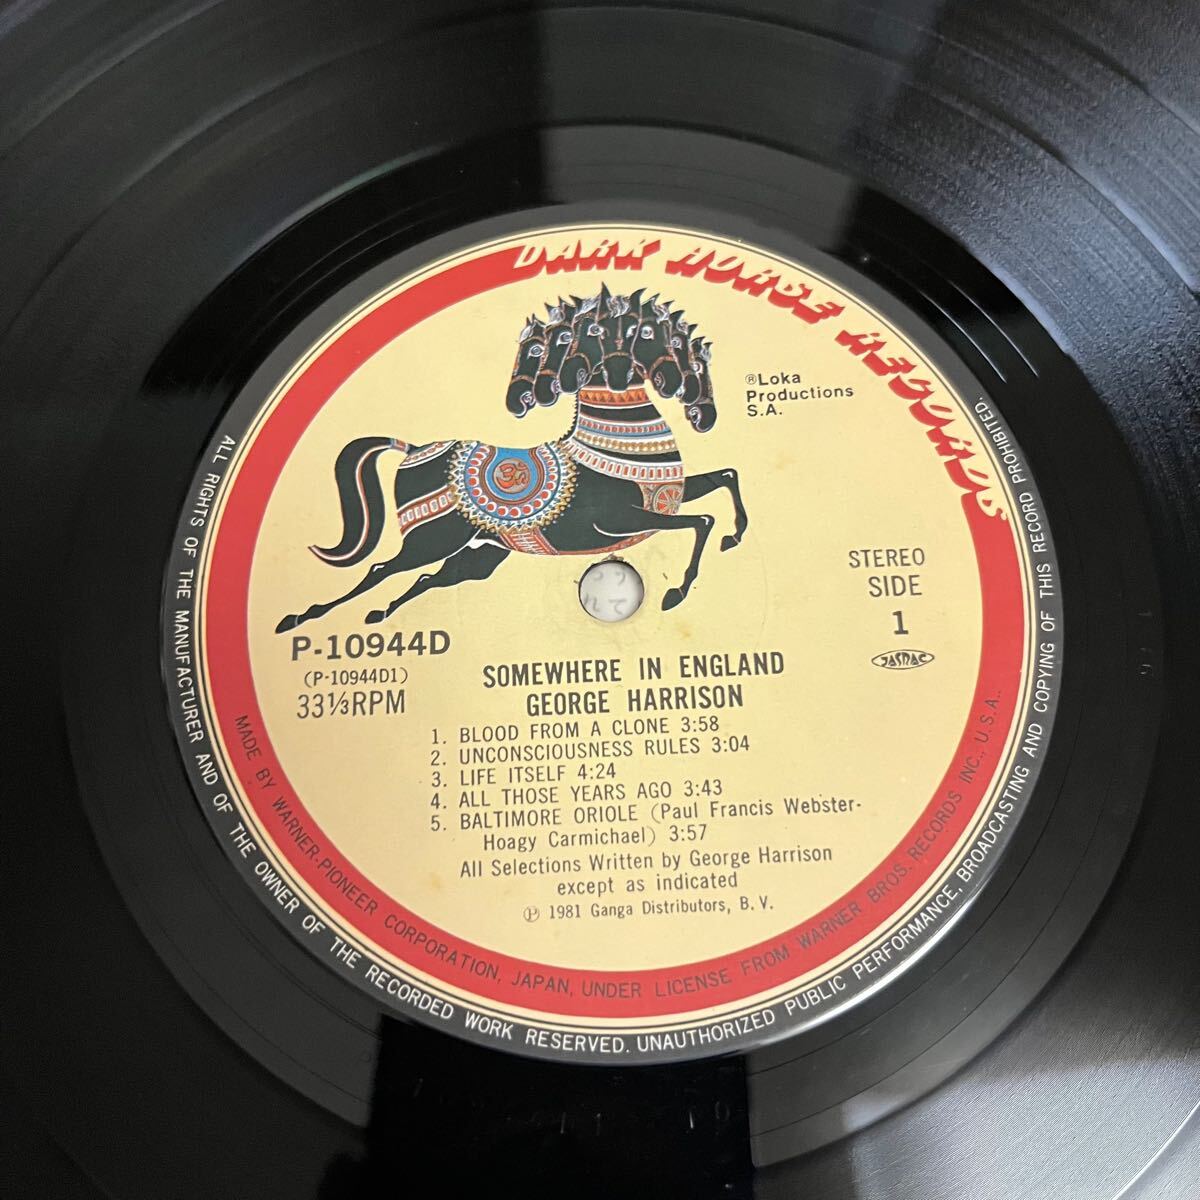 DARK HORSE RECORDS
®Loka
Productions
S.A.
STEREO
SIDE
1
JASRAC
P-10944D
(P-10944D1)
33⅓RPM
SOMEWHERE IN ENGLAND
GEORGE HARRISON
1. BLOOD FROM A CLONE 3:58
2. UNCONSCIOUSNESS RULES 3:04
3. LIFE ITSELF 4:24
4. ALL THOSE YEARS AGO 3:43
5. BALTIMORE ORIOLE (Paul Francis Webster-
Hoagy Carmichael) 3:57
All Selections Written by George Harrison
except as indicated
℗ 1981 Ganga Distributors, B.V.
MADE BY WARNER-PIONEER CORPORATION, JAPAN, UNDER LICENSE FROM WARNER BROS. RECORDS INC., U.S.A.
ALL RIGHTS OF THE MANUFACTURER AND OF THE OWNER OF THE RECORDED WORK RESERVED. UNAUTHORIZED PUBLIC PERFORMANCE, BROADCASTING AND COPYING OF THIS RECORD PROHIBITED.